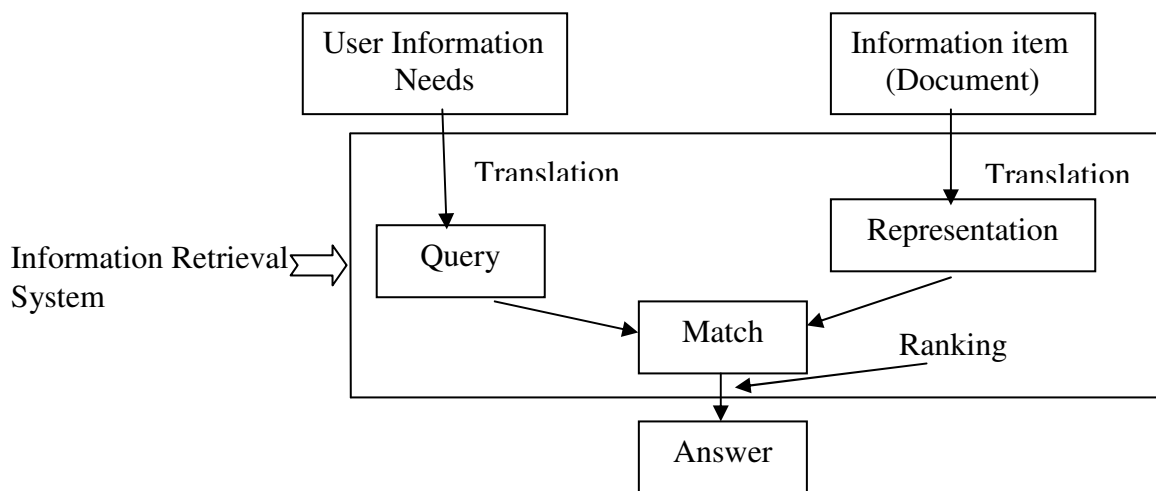 User Information
Needs
Information item
(Document)
Translation
Translation
Representation
Query
Information Retrieval
System
Match
Ranking
Answer